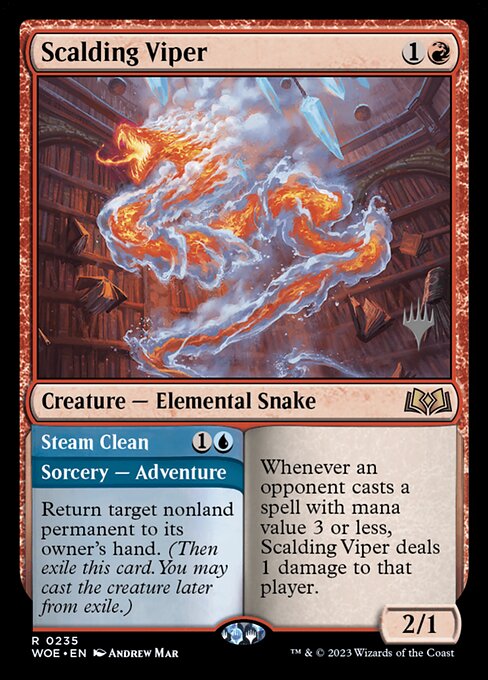 Scalding Viper 1
Creature — Elemental Snake
Steam Clean 1
Sorcery — Adventure
Return target nonland
permanent to its
owner's hand. (Then
exile this card. You may
cast the creature later
from exile.)
Whenever an
opponent casts a
spell with mana
value 3 or less,
Scalding Viper deals
1 damage to that
player.
2/1
R 0235
WOE • EN Andrew Mar
™ & © 2023 Wizards of the Coast